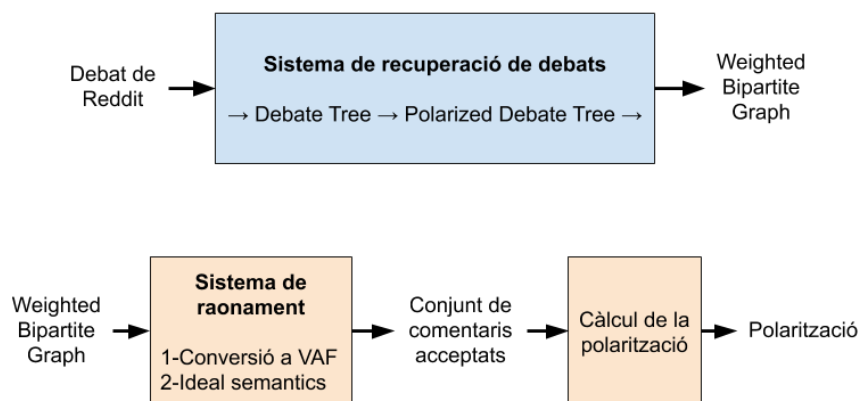 Sistema de recuperació de debats
Debat de
Reddit
→ Debate Tree → Polarized Debate Tree →
Weighted
Bipartite
Graph
Weighted
Bipartite
Graph
Sistema de
raonament
1-Conversió a VAF
2-Ideal semantics
Conjunt de
comentaris
acceptats
Càlcul de la
polarització
Polarització